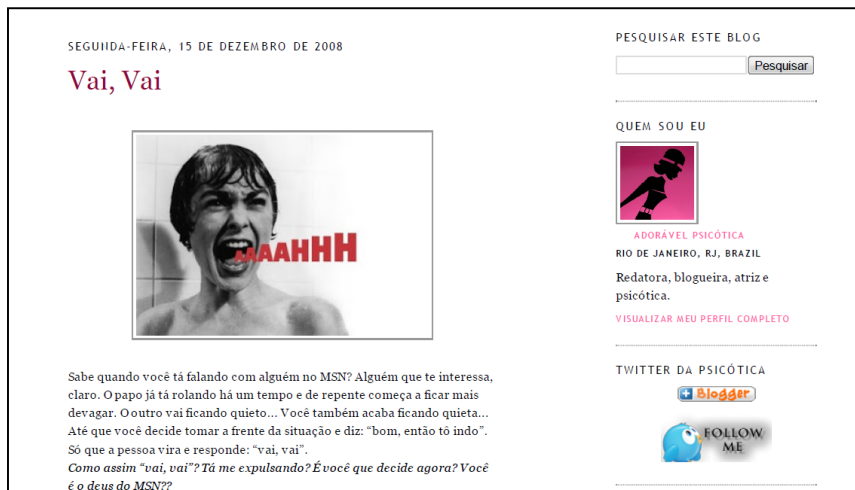 SEGUNDA-FEIRA, 15 DE DEZEMBRO DE 2008
Vai, Vai
AAAAAHHH
Sabe quando você tá falando com alguém no MSN? Alguém que te interessa,
claro. O papo já tá rolando há um tempo e de repente começa a ficar mais
devagar. O outro vai ficando quieto... Você também acaba ficando quieta...
Até que você decide tomar a frente da situação e diz: “bom, então tô indo”.
Só que a pessoa vira e responde: “vai, vai”.
Como assim “vai, vai”? Tá me expulsando? É você que decide agora? Você
é o deus do MSN??
PESQUISAR ESTE BLOG
Pesquisar
QUEM SOU EU
ADORÁVEL PSICÓTICA
RIO DE JANEIRO, RJ, BRAZIL
Redatora, blogueira, atriz e
psicótica.
VISUALIZAR MEU PERFIL COMPLETO
TWITTER DA PSICÓTICA
Blogger
FOLLOW
ME